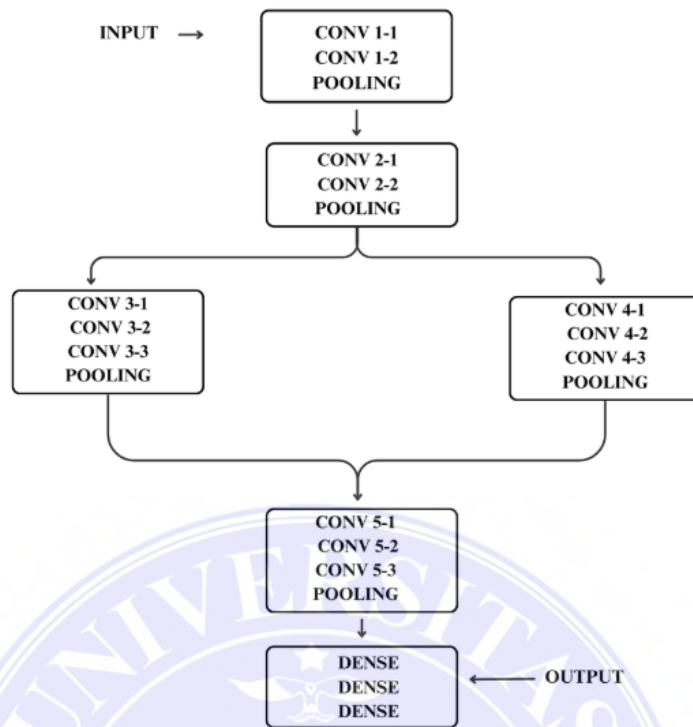 INPUT
CONV 1-1
CONV 1-2
POOLING
CONV 2-1
CONV 2-2
POOLING
CONV 3-1
CONV 3-2
CONV 3-3
POOLING
CONV 4-1
CONV 4-2
CONV 4-3
POOLING
CONV 5-1
CONV 5-2
CONV 5-3
POOLING
DENSE
DENSE
DENSE
OUTPUT
UNIVERSITAS